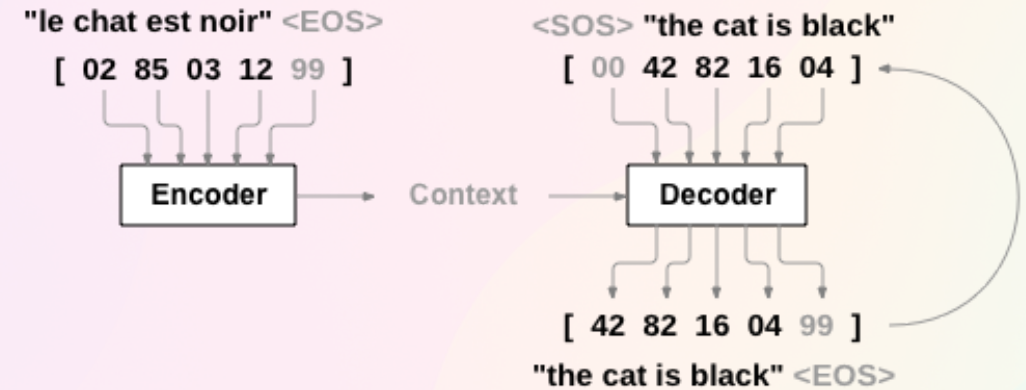 "le chat est noir" <EOS>
[ 02 85 03 12 99 ]
Encoder
Context
<SOS> "the cat is black"
[ 00 42 82 16 04 ]
Decoder
[ 42 82 16 04 99 ]
"the cat is black" <EOS>